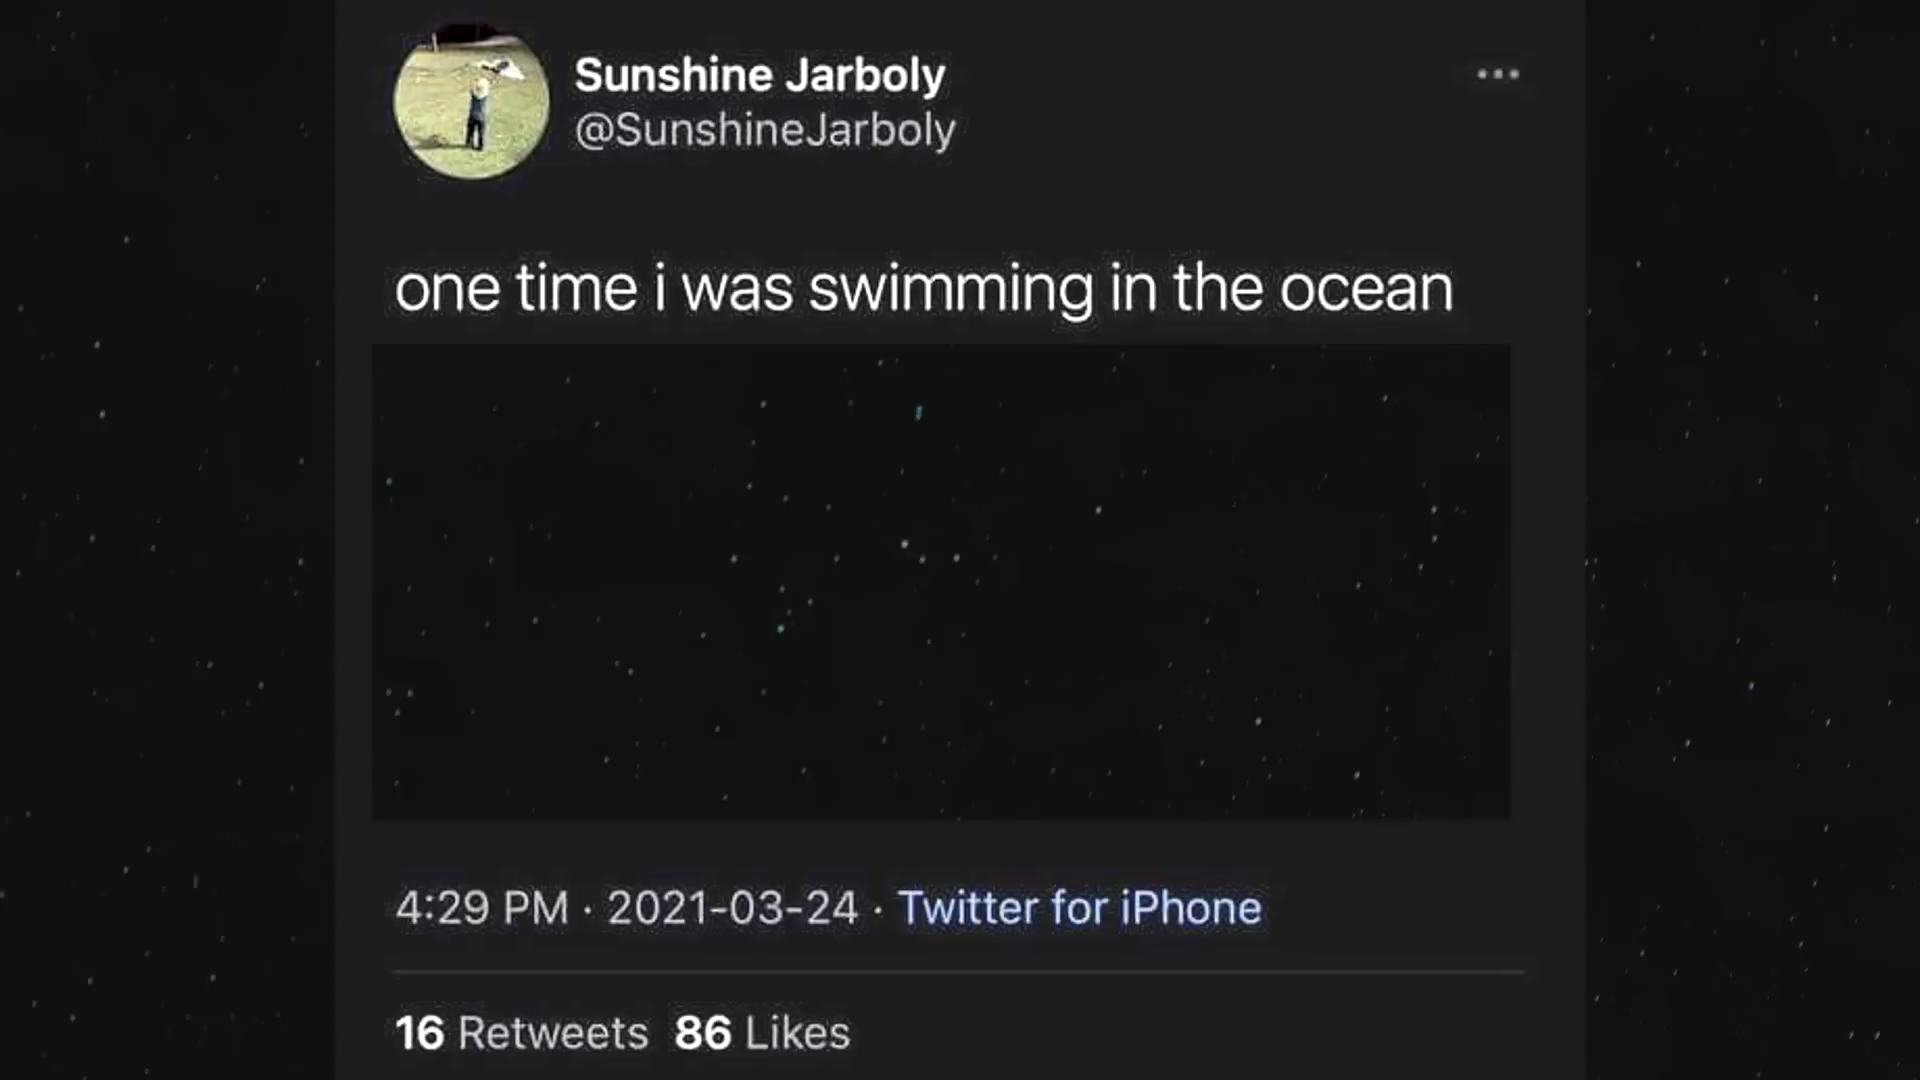 Sunshine Jarboly
@SunshineJarboly
one time i was swimming in the ocean
4:29 PM · 2021-03-24 · Twitter for iPhone
16 Retweets 86 Likes